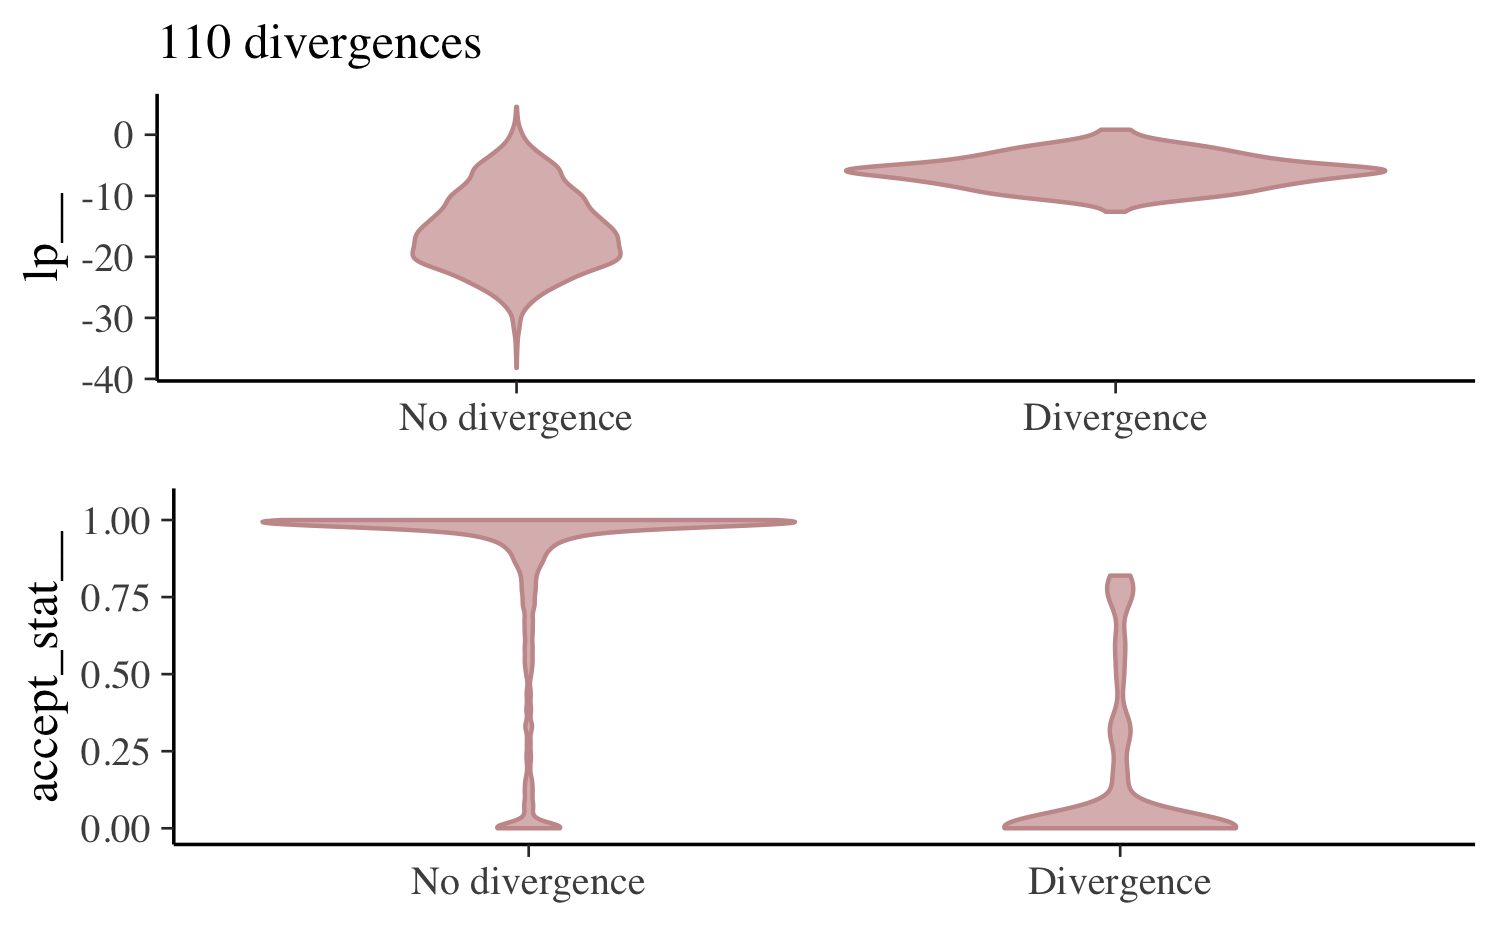 110 divergences
lp__
0
-10
-20
-30
-40
No divergence
Divergence
accept_stat__
1.00
0.75
0.50
0.25
0.00
No divergence
Divergence